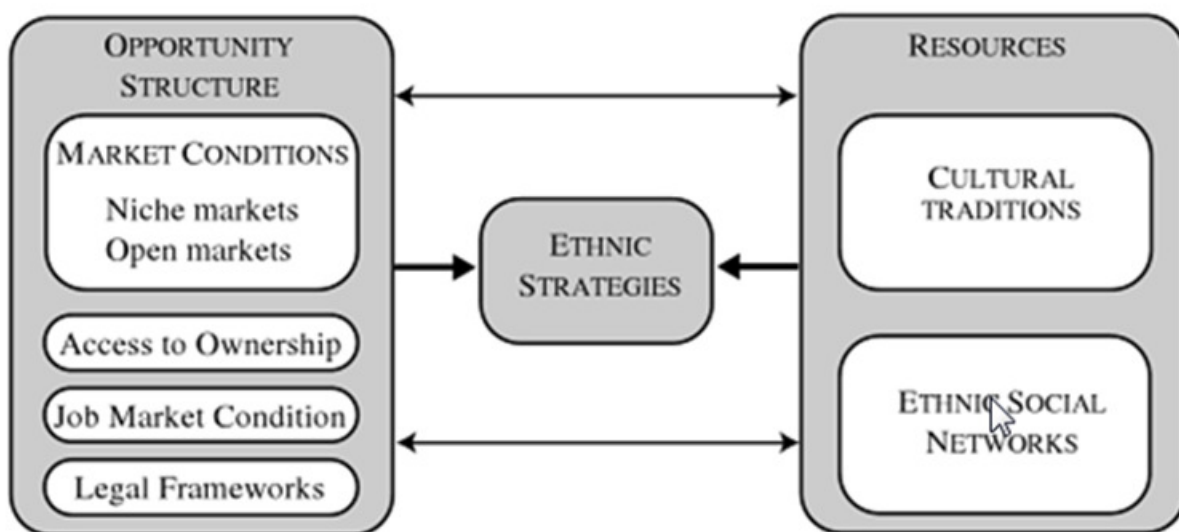 OPPORTUNITY
STRUCTURE
MARKET CONDITIONS
Niche markets
Open markets
Access to Ownership
Job Market Condition
Legal Frameworks
ETHNIC
STRATEGIES
RESOURCES
CULTURAL
TRADITIONS
ETHNIC SOCIAL
NETWORKS